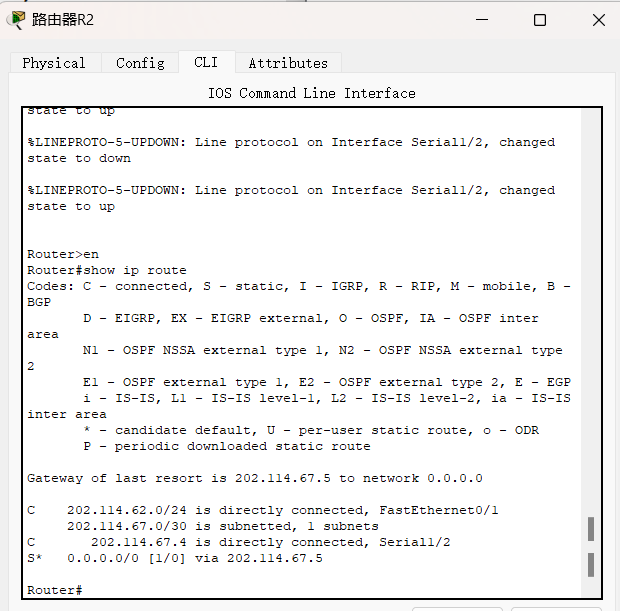 路由器R2
Physical Config CLI Attributes
IOS Command Line Interface
state to up
%LINEPROTO-5-UPDOWN: Line protocol on Interface Serial1/2, changed
state to down
%LINEPROTO-5-UPDOWN: Line protocol on Interface Serial1/2, changed
state to up
Router>en
Router#show ip route
Codes: C - connected, S - static, I - IGRP, R - RIP, M - mobile, B -
BGP
D - EIGRP, EX - EIGRP external, O - OSPF, IA - OSPF inter
area
N1 - OSPF NSSA external type 1, N2 - OSPF NSSA external type
2
E1 - OSPF external type 1, E2 - OSPF external type 2, E - EGP
i - IS-IS, L1 - IS-IS level-1, L2 - IS-IS level-2, ia - IS-IS
inter area
* - candidate default, U - per-user static route, o - ODR
P - periodic downloaded static route
Gateway of last resort is 202.114.67.5 to network 0.0.0.0
C 202.114.62.0/24 is directly connected, FastEthernet0/1
202.114.67.0/30 is subnetted, 1 subnets
C 202.114.67.4 is directly connected, Serial1/2
S* 0.0.0.0/0 [1/0] via 202.114.67.5
Router#